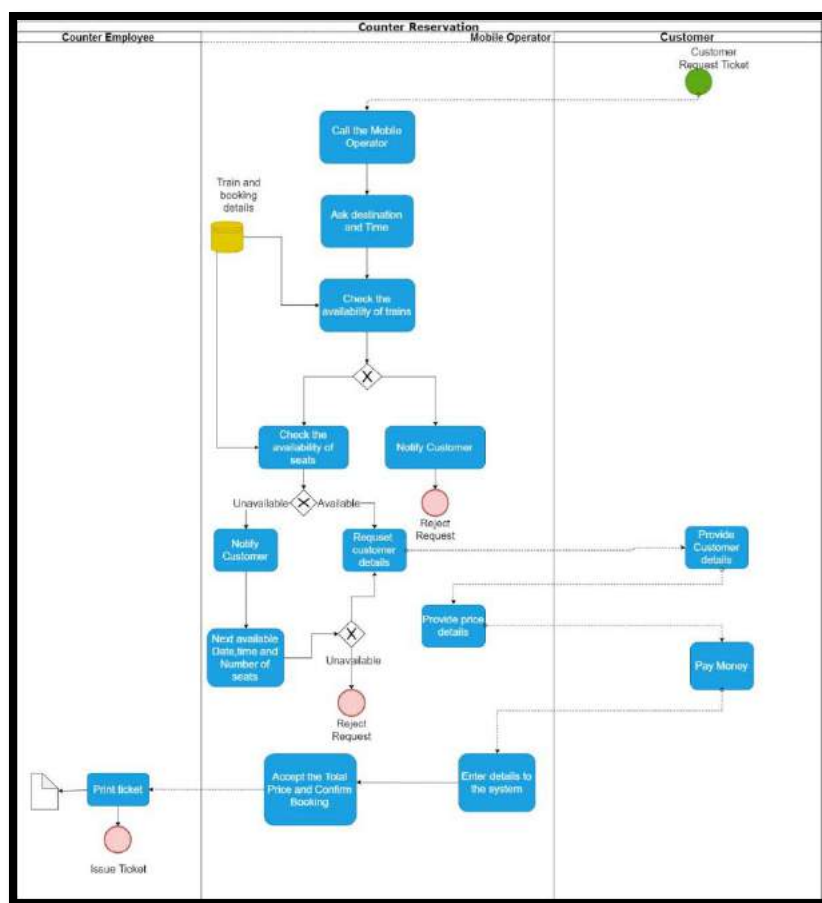 Counter Reservation
Counter Employee
Mobile Operator
Customer
Customer
Request Ticket
Call the Mobile
Operator
Train and
booking
details
Ask destination
and Time
Check the
availability of trains
X
Check the
availability of
seats
Notify Customer
Unavailable
X
Available
Reject
Request
Notify
Customer
Requset
customer
details
Provide
Customer
details
Provide price
details
Next available
Date,time and
Number of
seats
X
Unavailable
Pay Money
Reject
Request
Print ticket
Accept the Total
Price and Confirm
Booking
Enter details to
the system
Issue Ticket